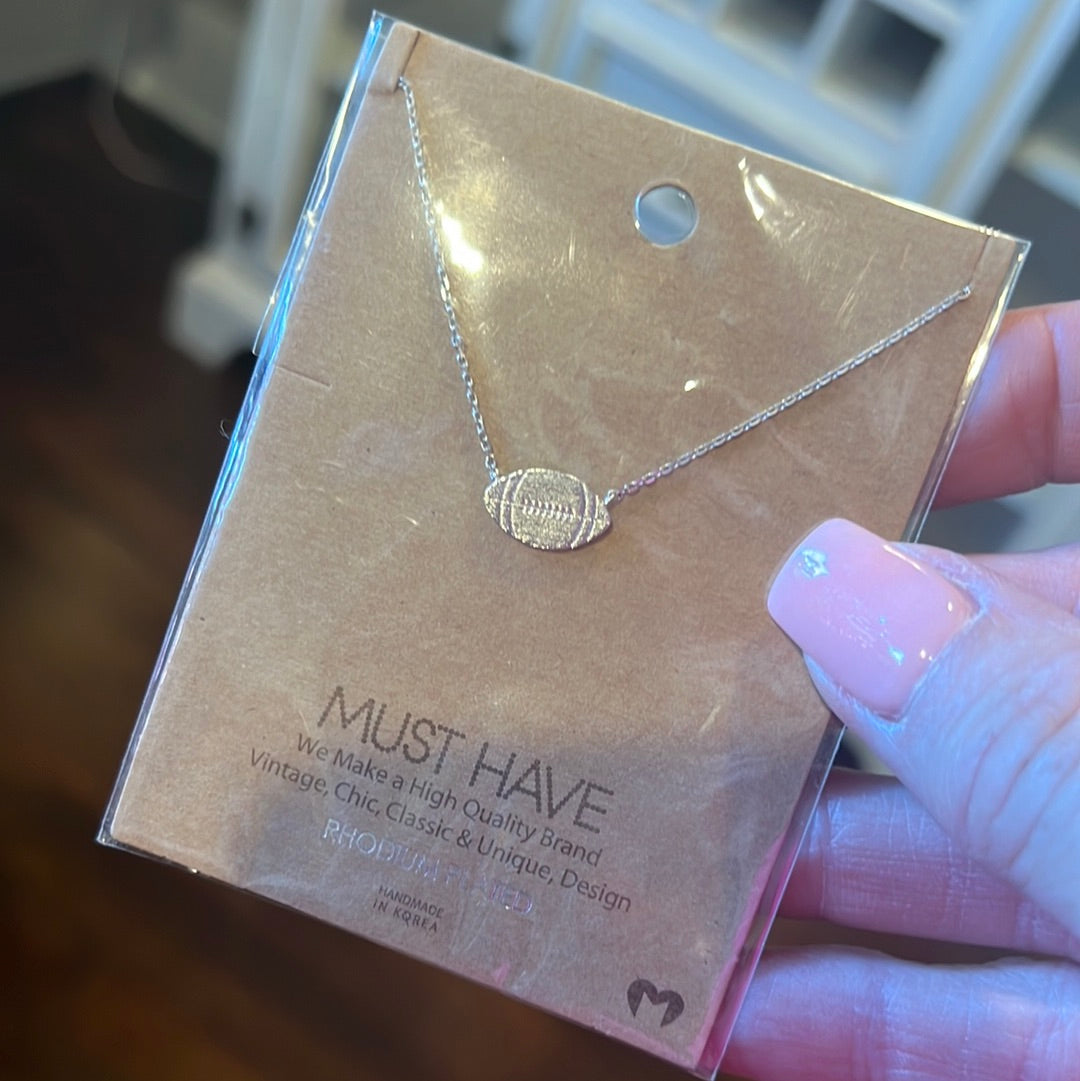 MUST HAVE
We Make a High Quality Brand
Vintage, Chic, Classic & Unique, Design
RHODIUM PLATED
HANDMADE
IN KOREA
M